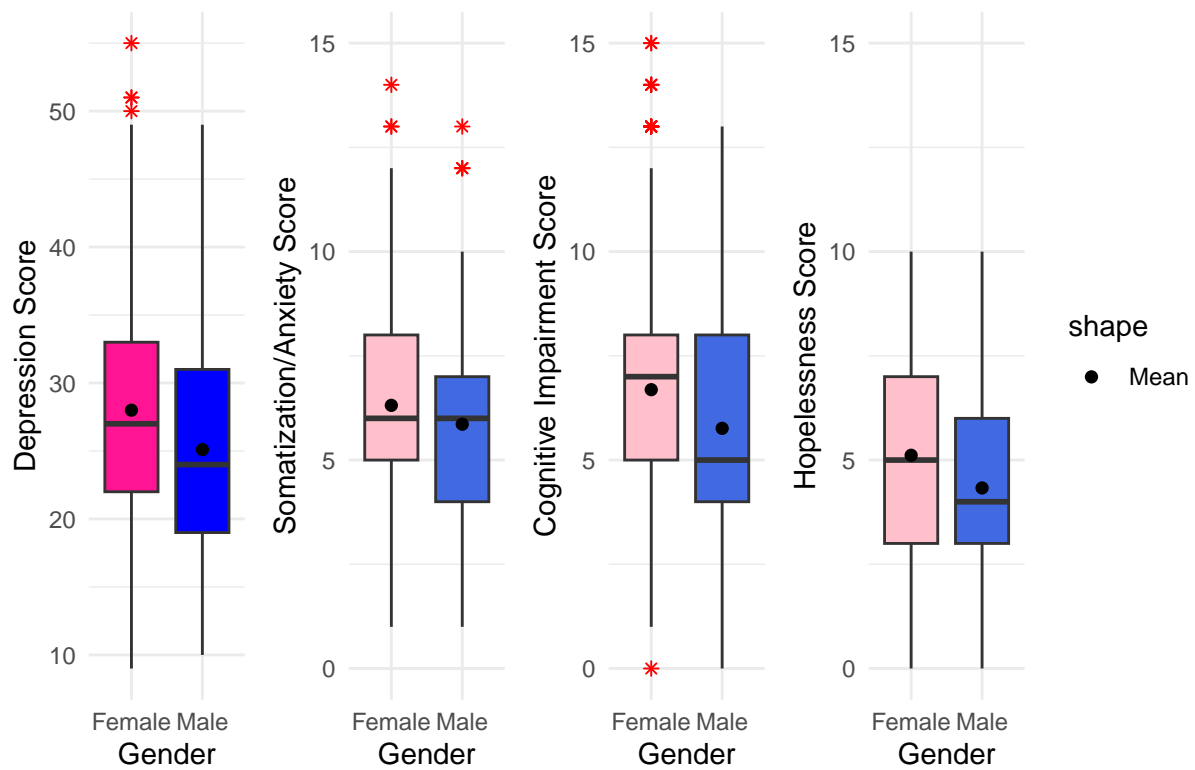 Depression Score
50
40
30
20
10
Female Male
Gender
Somatization/Anxiety Score
15
10
5
0
Female Male
Gender
Cognitive Impairment Score
15
10
5
0
Female Male
Gender
Hopelessness Score
15
10
5
0
Female Male
Gender
shape
Mean